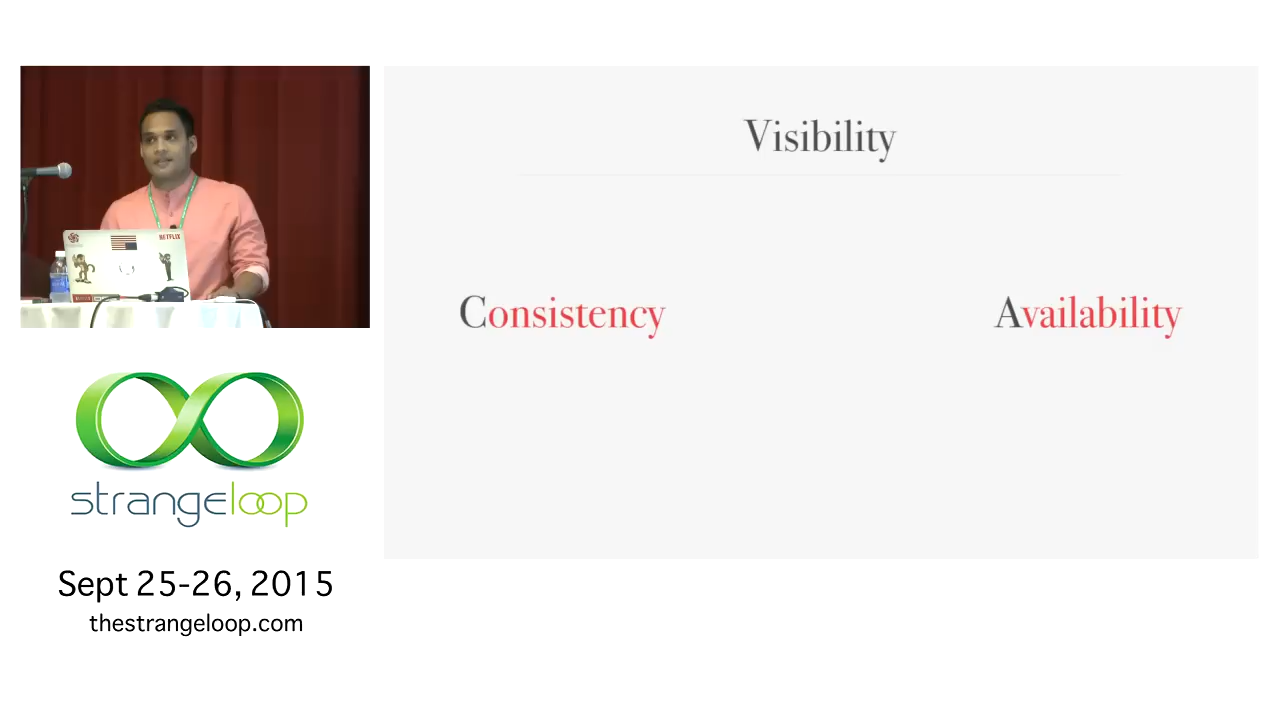 Visibility
Consistency
Availability
NETFLIX
strangeloop
Sept 25-26, 2015
thestrangeloop.com